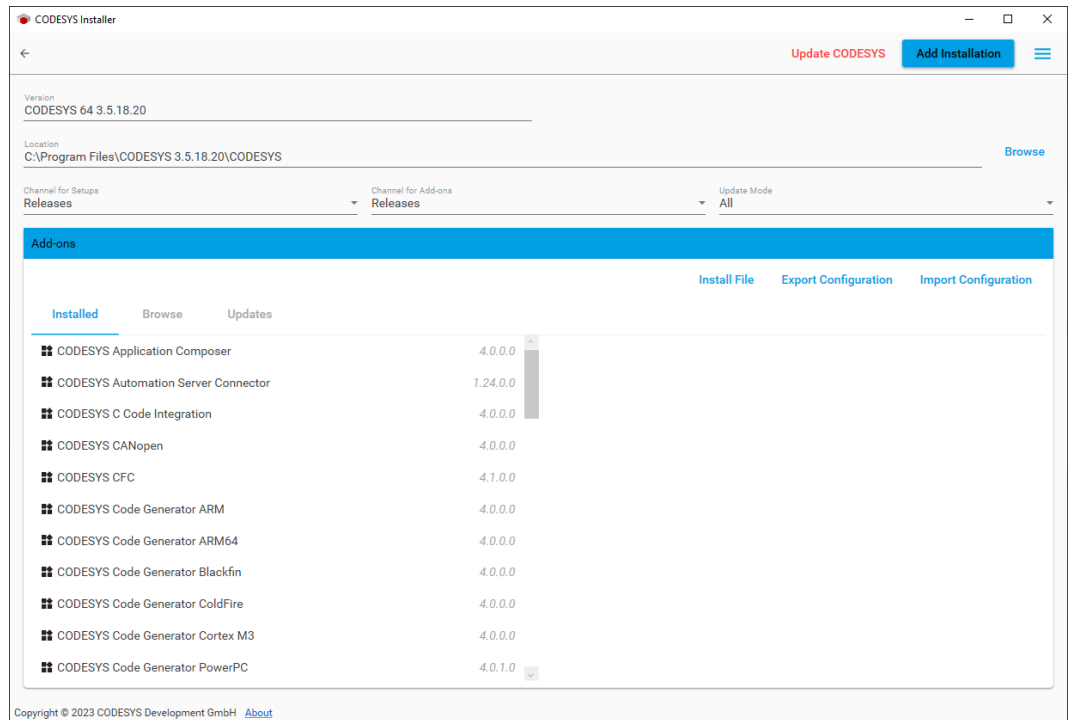 CODESYS Installer
Update CODESYS Add Installation
Version
CODESYS 64 3.5.18.20
Location
C:\Program Files\CODESYS 3.5.18.20\CODESYS
Browse
Channel for Setups Channel for Add-ons Update Mode
Releases Releases All
Add-ons
Install File Export Configuration Import Configuration
Installed Browse Updates
CODESYS Application Composer 4.0.0.0
CODESYS Automation Server Connector 1.24.0.0
CODESYS C Code Integration 4.0.0.0
CODESYS CANopen 4.0.0.0
CODESYS CFC 4.1.0.0
CODESYS Code Generator ARM 4.0.0.0
CODESYS Code Generator ARM64 4.0.0.0
CODESYS Code Generator Blackfin 4.0.0.0
CODESYS Code Generator ColdFire 4.0.0.0
CODESYS Code Generator Cortex M3 4.0.0.0
CODESYS Code Generator PowerPC 4.0.1.0
Copyright © 2023 CODESYS Development GmbH About